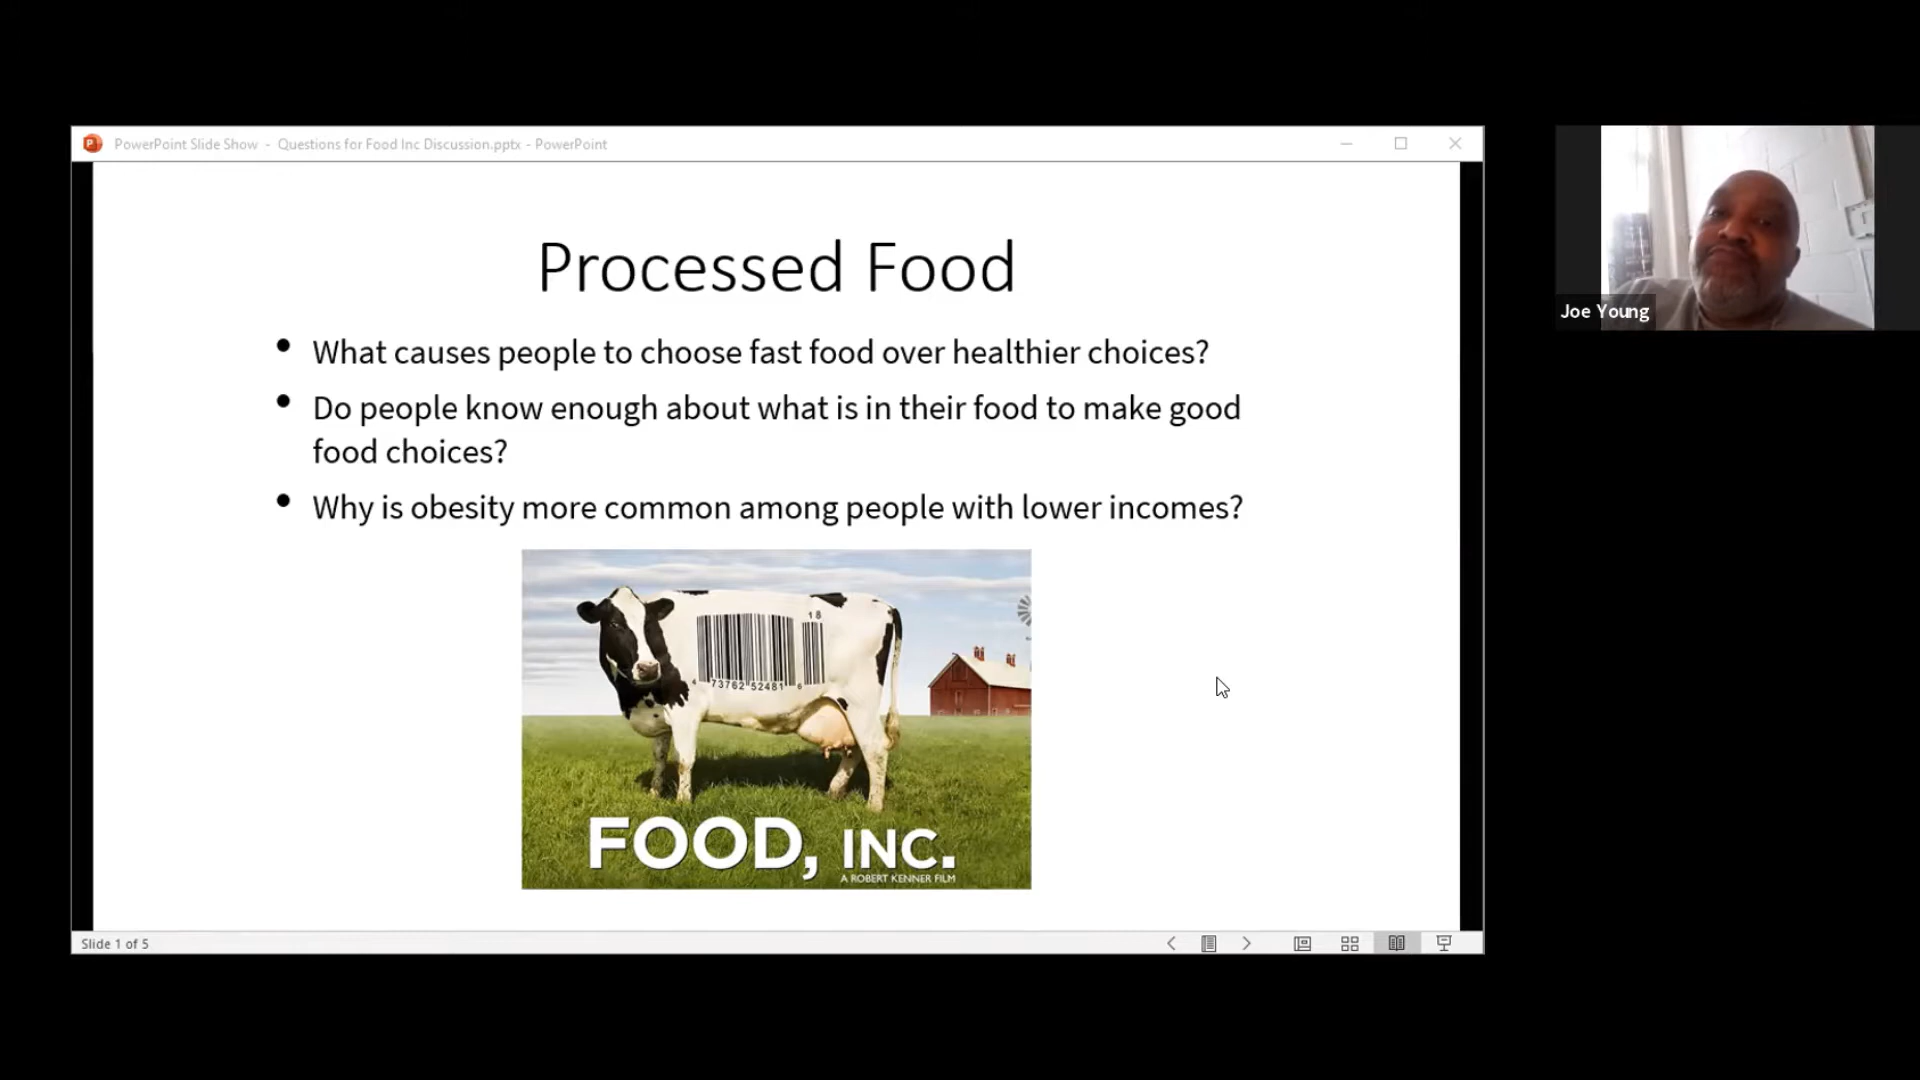 PowerPoint Slide Show - Questions for Food Inc Discussion.pptx - PowerPoint
Processed Food
• What causes people to choose fast food over healthier choices?
• Do people know enough about what is in their food to make good
food choices?
• Why is obesity more common among people with lower incomes?
18
4 73762 52481 6
FOOD, INC.
A ROBERT KENNER FILM
Slide 1 of 5
Joe Young